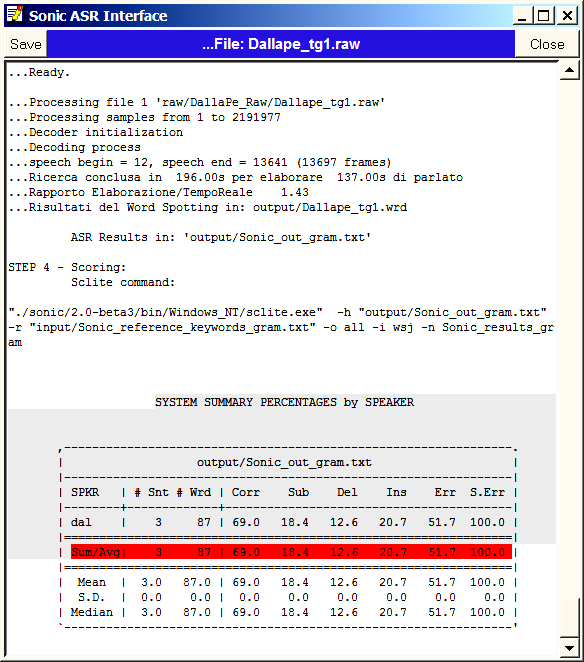 Sonic ASR Interface
Save ...File: Dallape_tg1.raw Close
...Ready.
...Processing file 1 'raw/DallaPe_Raw/Dallape_tg1.raw'
...Processing samples from 1 to 2191977
...Decoder initialization
...Decoding process
...speech begin = 12, speech end = 13641 (13697 frames)
...Ricerca conclusa in  196.00s per elaborare  137.00s di parlato
...Rapporto Elaborazione/TempoReale    1.43
...Risultati del Word Spotting in: output/Dallape_tg1.wrd
ASR Results in: 'output/Sonic_out_gram.txt'
STEP 4 - Scoring:
Sclite command:
"./sonic/2.0-beta3/bin/Windows_NT/sclite.exe"  -h "output/Sonic_out_gram.txt"
-r "input/Sonic_reference_keywords_gram.txt" -o all -i wsj -n Sonic_results_gr
am
SYSTEM SUMMARY PERCENTAGES by SPEAKER
,----------------------------------------------------------------.
|                   output/Sonic_out_gram.txt                    |
|----------------------------------------------------------------|
| SPKR   | # Snt # Wrd | Corr    Sub    Del    Ins    Err  S.Err |
|--------+-------------+-----------------------------------------|
| dal    |    3     87 | 69.0   18.4   12.6   20.7   51.7  100.0 |
|================================================================|
| Sum/Avg|    3     87 | 69.0   18.4   12.6   20.7   51.7  100.0 |
|================================================================|
|  Mean  |  3.0   87.0 | 69.0   18.4   12.6   20.7   51.7  100.0 |
|  S.D.  |  0.0    0.0 |  0.0    0.0    0.0    0.0    0.0    0.0 |
| Median |  3.0   87.0 | 69.0   18.4   12.6   20.7   51.7  100.0 |
`----------------------------------------------------------------'